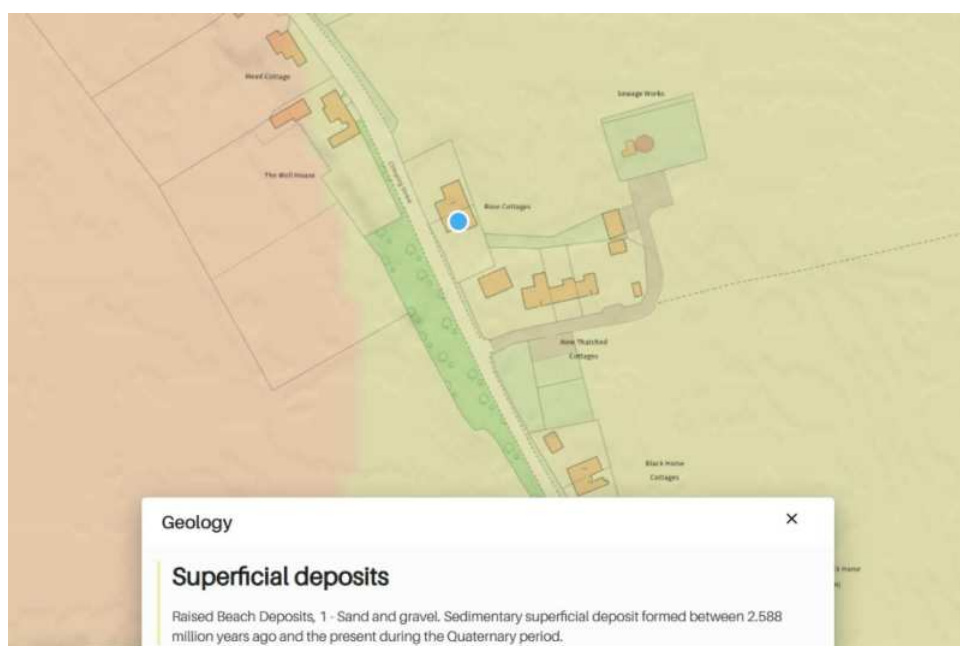 Reed Cottage
Sewage Works
The Well House
Rose Cottages
New Thatched
Cottages
Black Horse
Cottages
Geology
Superficial deposits
Raised Beach Deposits, 1 - Sand and gravel. Sedimentary superficial deposit formed between 2.588
million years ago and the present during the Quaternary period.